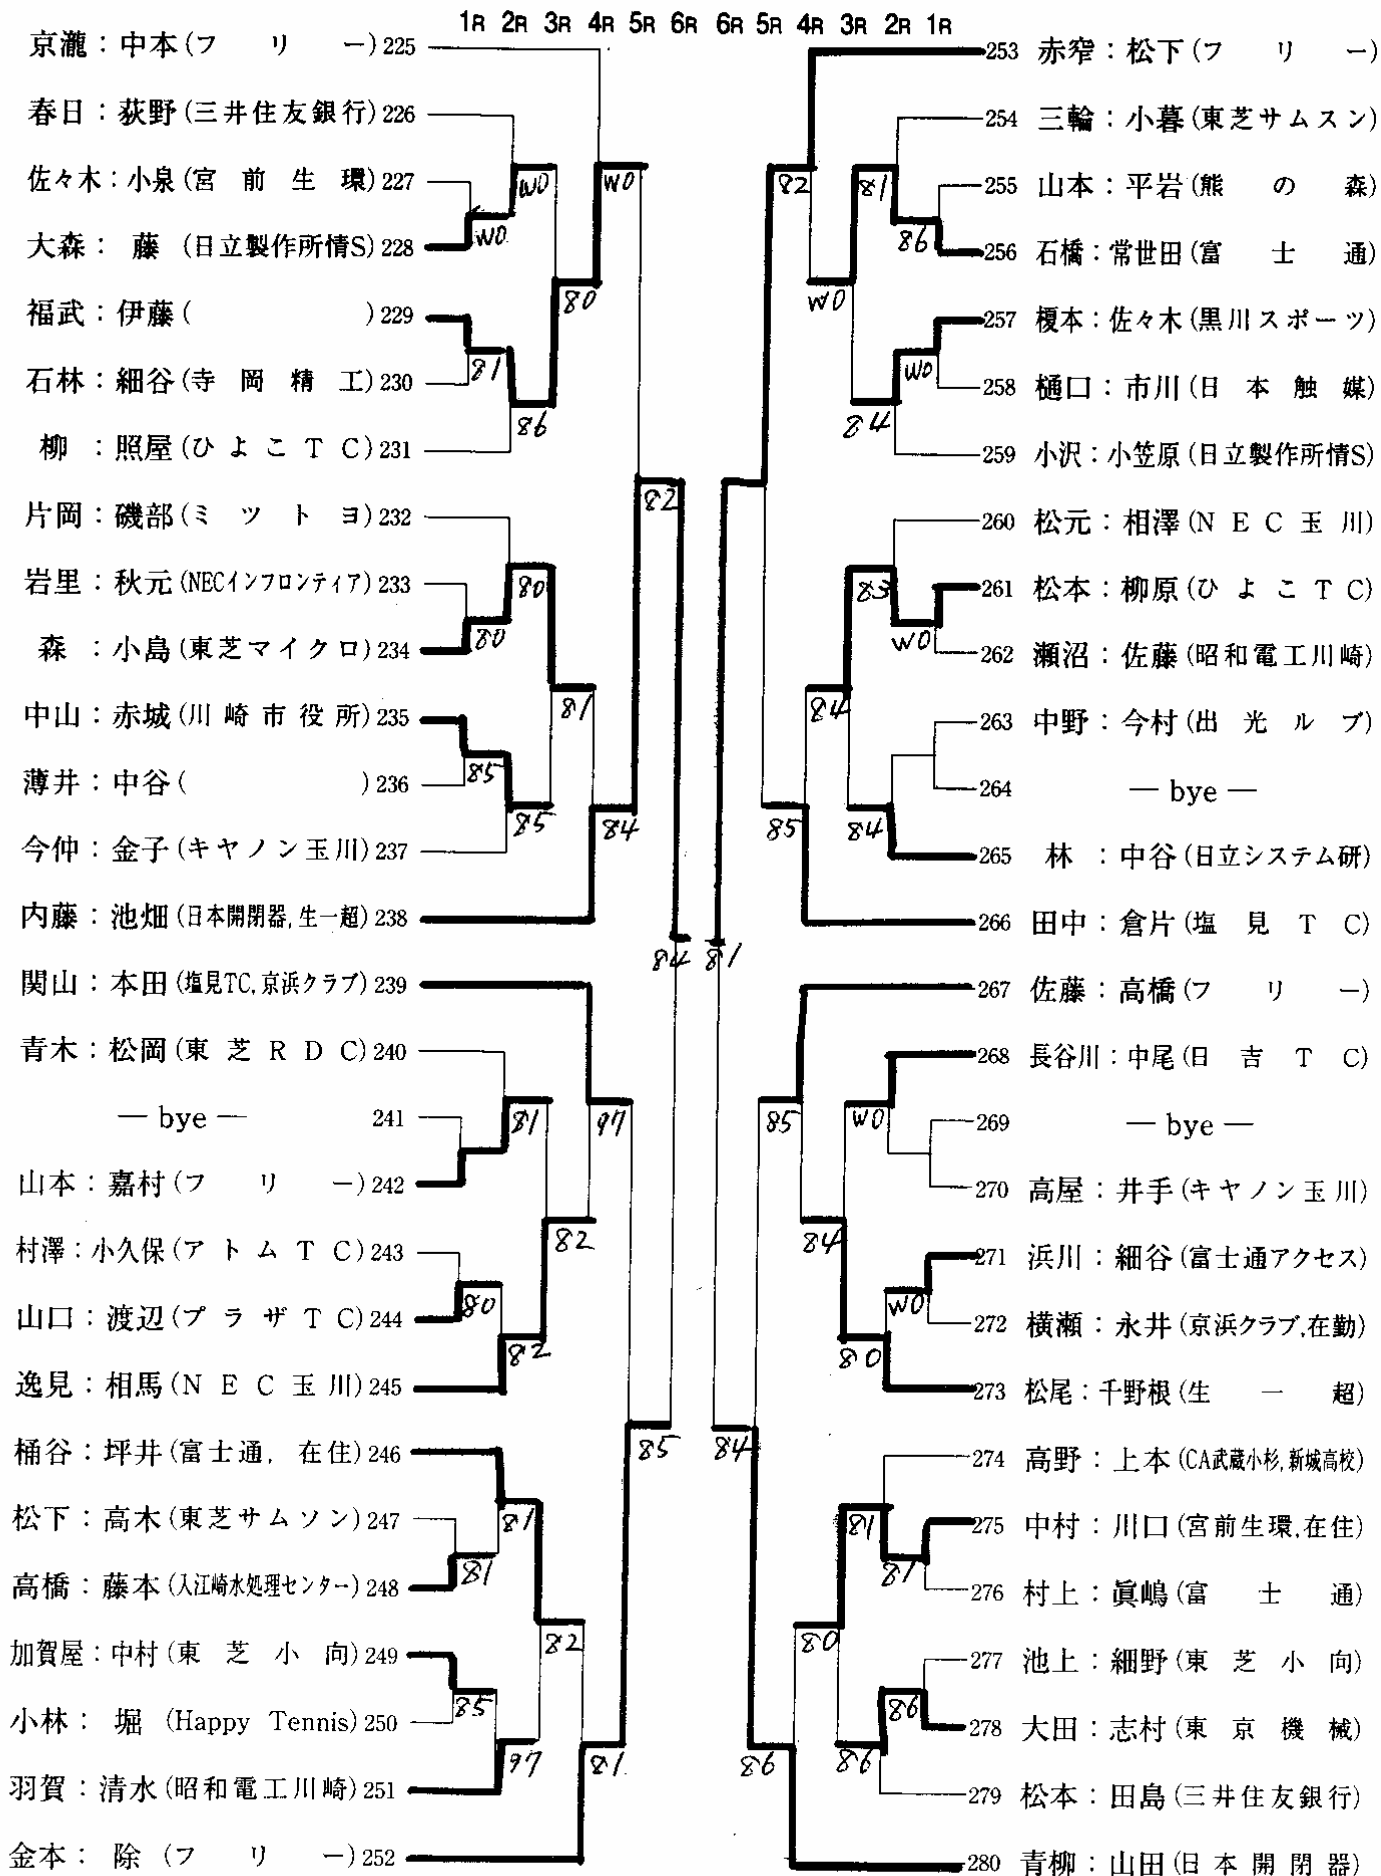 1R 2R 3R 4R 5R 6R 6R 5R 4R 3R 2R 1R
京瀧：中本(フリー)225
春日：荻野(三井住友銀行)226
佐々木：小泉(宮前生環)227
大森：藤(日立製作所情S)228
福武：伊藤( )229
石林：細谷(寺岡精工)230
柳：照屋(ひよこTC)231
片岡：磯部(ミツトヨ)232
岩里：秋元(NECインフロンティア)233
森：小島(東芝マイクロ)234
中山：赤城(川崎市役所)235
薄井：中谷( )236
今仲：金子(キヤノン玉川)237
内藤：池畑(日本開閉器,生一超)238
関山：本田(塩見TC,京浜クラブ)239
青木：松岡(東芝RDC)240
― bye ― 241
山本：嘉村(フリー)242
村澤：小久保(アトムTC)243
山口：渡辺(プラザTC)244
逸見：相馬(NEC玉川)245
桶谷：坪井(富士通，在住)246
松下：高木(東芝サムソン)247
高橋：藤本(入江崎水処理センター)248
加賀屋：中村(東芝小向)249
小林：堀(Happy Tennis)250
羽賀：清水(昭和電工川崎)251
金本：除(フリー)252
WO
WO
WO
80
81
86
82
80
80
81
85
85
84
84
81
97
82
80
82
85
81
81
82
85
97
81
253 赤窄：松下(フリー)
254 三輪：小暮(東芝サムスン)
255 山本：平岩(熊の森)
256 石橋：常世田(富士通)
257 榎本：佐々木(黒川スポーツ)
258 樋口：市川(日本触媒)
259 小沢：小笠原(日立製作所情S)
260 松元：相澤(NEC玉川)
261 松本：柳原(ひよこTC)
262 瀬沼：佐藤(昭和電工川崎)
263 中野：今村(出光ルブ)
264 ― bye ―
265 林：中谷(日立システム研)
266 田中：倉片(塩見TC)
267 佐藤：高橋(フリー)
268 長谷川：中尾(日吉TC)
269 ― bye ―
270 高屋：井手(キヤノン玉川)
271 浜川：細谷(富士通アクセス)
272 横瀬：永井(京浜クラブ,在勤)
273 松尾：千野根(生一超)
274 高野：上本(CA武蔵小杉,新城高校)
275 中村：川口(宮前生環,在住)
276 村上：眞嶋(富士通)
277 池上：細野(東芝小向)
278 大田：志村(東京機械)
279 松本：田島(三井住友銀行)
280 青柳：山田(日本開閉器)
82
81
86
WO
WO
84
83
WO
84
85
84
81
85
WO
84
WO
80
84
81
81
80
86
86
86